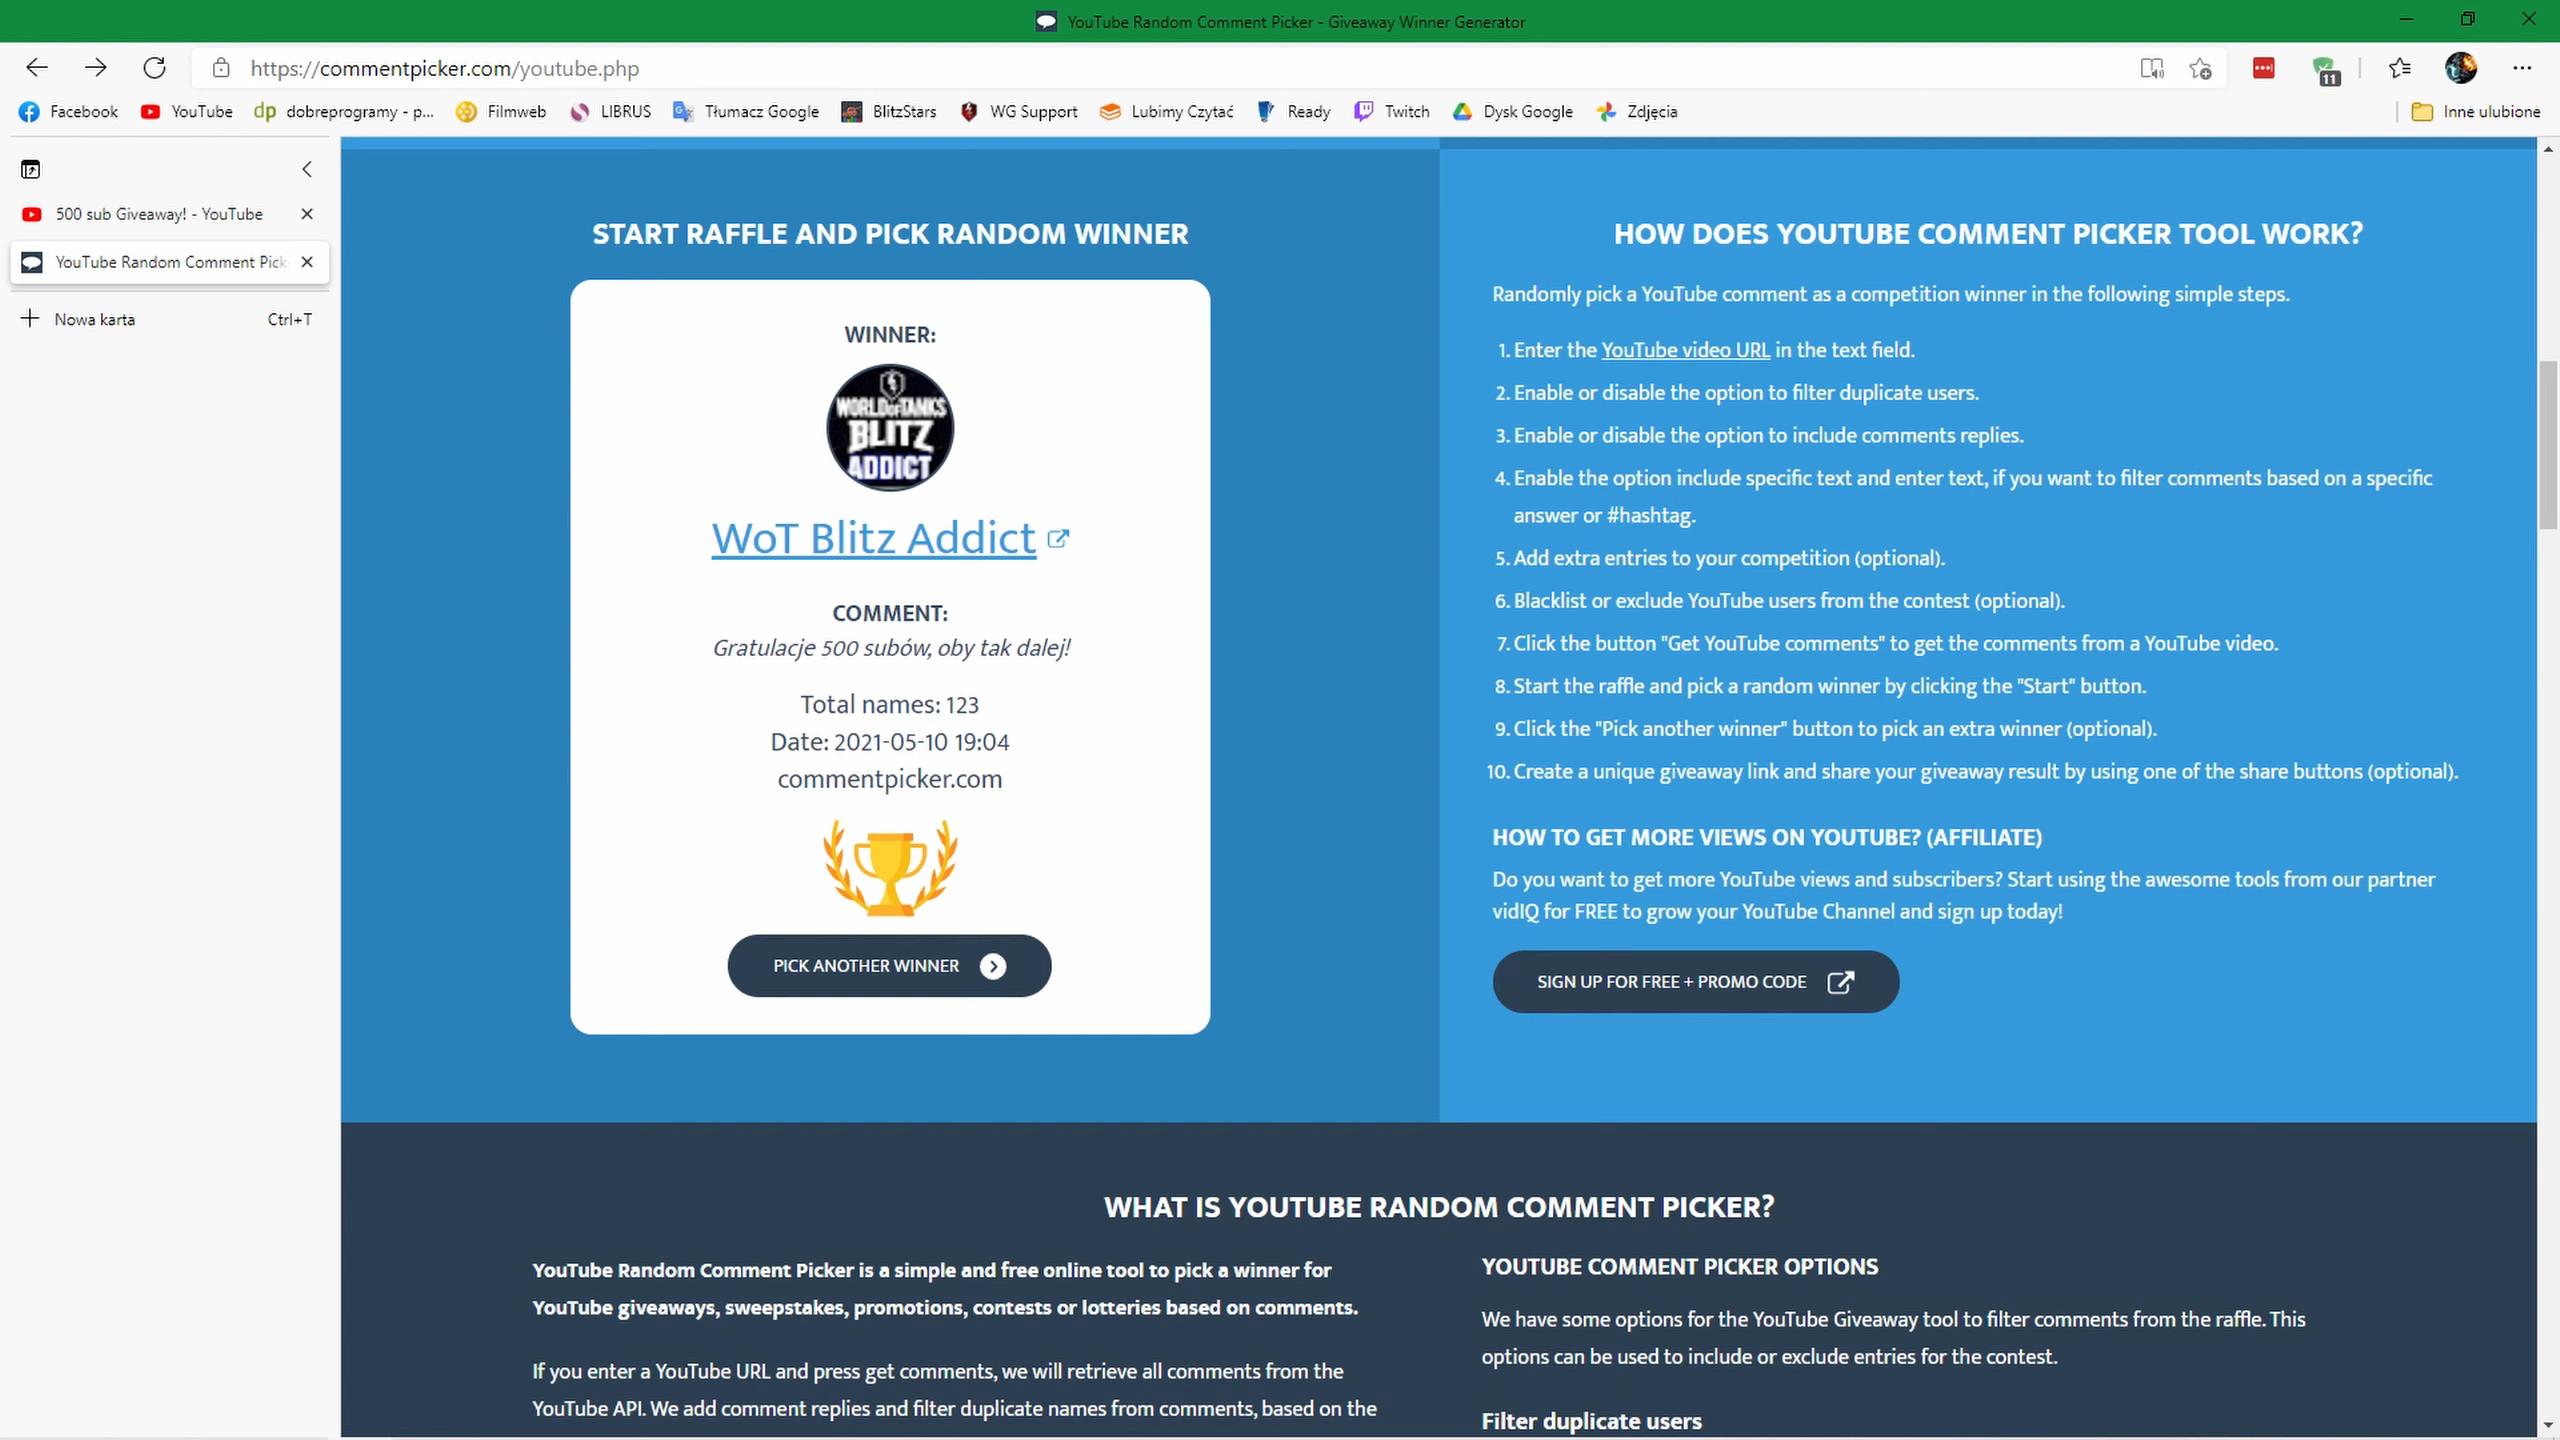 YouTube Random Comment Picker - Giveaway Winner Generator
https://commentpicker.com/youtube.php
11
Facebook
YouTube
dp dobreprogramy - p...
Filmweb
LIBRUS
Tłumacz Google
BlitzStars
WG Support
Lubimy Czytać
Ready
Twitch
Dysk Google
Zdjęcia
Inne ulubione
500 sub Giveaway! - YouTube
YouTube Random Comment Pick
Nowa karta Ctrl+T
START RAFFLE AND PICK RANDOM WINNER
WINNER:
WORLD OF TANKS
BLITZ
ADDICT
WoT Blitz Addict
COMMENT:
Gratulacje 500 subów, oby tak dalej!
Total names: 123
Date: 2021-05-10 19:04
commentpicker.com
PICK ANOTHER WINNER
HOW DOES YOUTUBE COMMENT PICKER TOOL WORK?
Randomly pick a YouTube comment as a competition winner in the following simple steps.
1. Enter the YouTube video URL in the text field.
2. Enable or disable the option to filter duplicate users.
3. Enable or disable the option to include comments replies.
4. Enable the option include specific text and enter text, if you want to filter comments based on a specific
answer or #hashtag.
5. Add extra entries to your competition (optional).
6. Blacklist or exclude YouTube users from the contest (optional).
7. Click the button "Get YouTube comments" to get the comments from a YouTube video.
8. Start the raffle and pick a random winner by clicking the "Start" button.
9. Click the "Pick another winner" button to pick an extra winner (optional).
10. Create a unique giveaway link and share your giveaway result by using one of the share buttons (optional).
HOW TO GET MORE VIEWS ON YOUTUBE? (AFFILIATE)
Do you want to get more YouTube views and subscribers? Start using the awesome tools from our partner
vidIQ for FREE to grow your YouTube Channel and sign up today!
SIGN UP FOR FREE + PROMO CODE
WHAT IS YOUTUBE RANDOM COMMENT PICKER?
YouTube Random Comment Picker is a simple and free online tool to pick a winner for
YouTube giveaways, sweepstakes, promotions, contests or lotteries based on comments.
If you enter a YouTube URL and press get comments, we will retrieve all comments from the
YouTube API. We add comment replies and filter duplicate names from comments, based on the
YOUTUBE COMMENT PICKER OPTIONS
We have some options for the YouTube Giveaway tool to filter comments from the raffle. This
options can be used to include or exclude entries for the contest.
Filter duplicate users